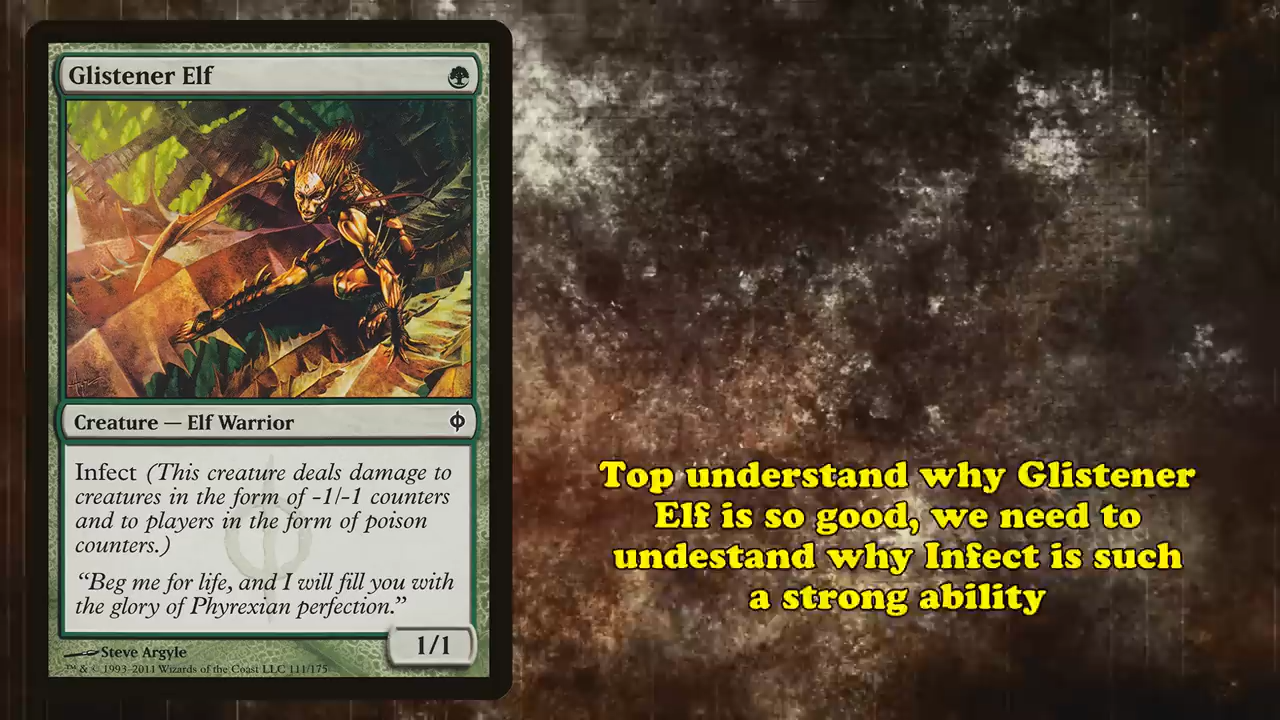 Glistener Elf
Creature — Elf Warrior
Infect (This creature deals damage to
creatures in the form of -1/-1 counters
and to players in the form of poison
counters.)
“Beg me for life, and I will fill you with
the glory of Phyrexian perfection.”
1/1
Steve Argyle
™ & © 1993-2011 Wizards of the Coast LLC 111/175
Top understand why Glistener
Elf is so good, we need to
undestand why Infect is such
a strong ability